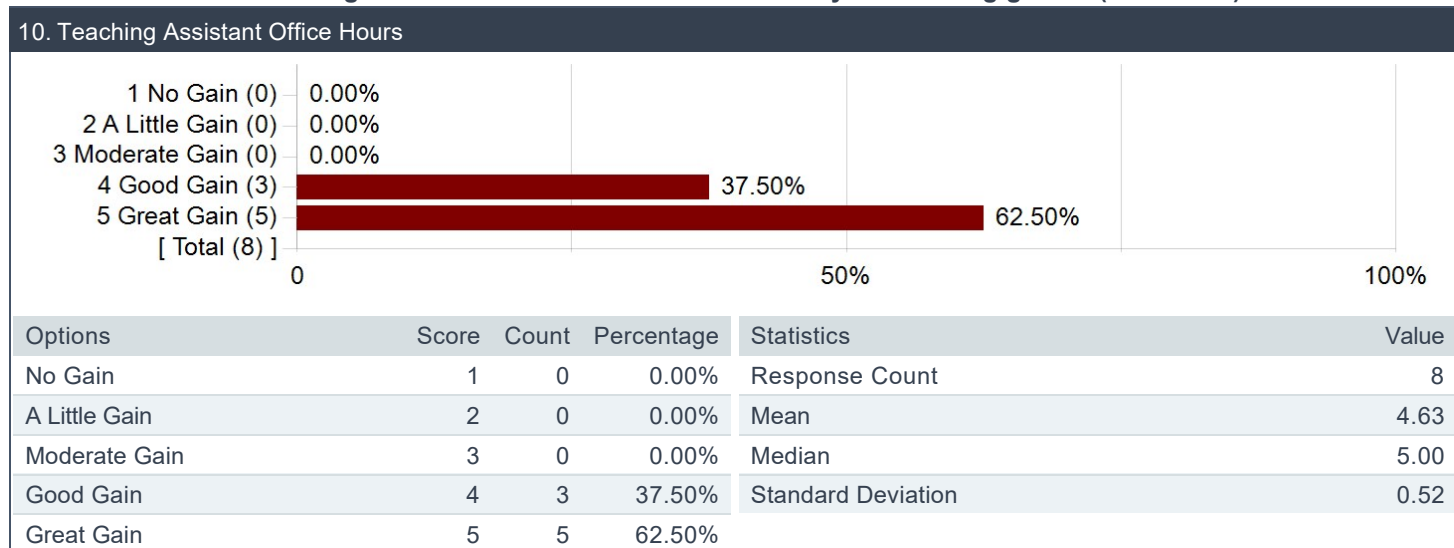 10. Teaching Assistant Office Hours
1 No Gain (0) 0.00%
2 A Little Gain (0) 0.00%
3 Moderate Gain (0) 0.00%
4 Good Gain (3) 37.50%
5 Great Gain (5) 62.50%
[ Total (8) ]
0 50% 100%
Options Score Count Percentage Statistics Value
No Gain 1 0 0.00% Response Count 8
A Little Gain 2 0 0.00% Mean 4.63
Moderate Gain 3 0 0.00% Median 5.00
Good Gain 4 3 37.50% Standard Deviation 0.52
Great Gain 5 5 62.50%